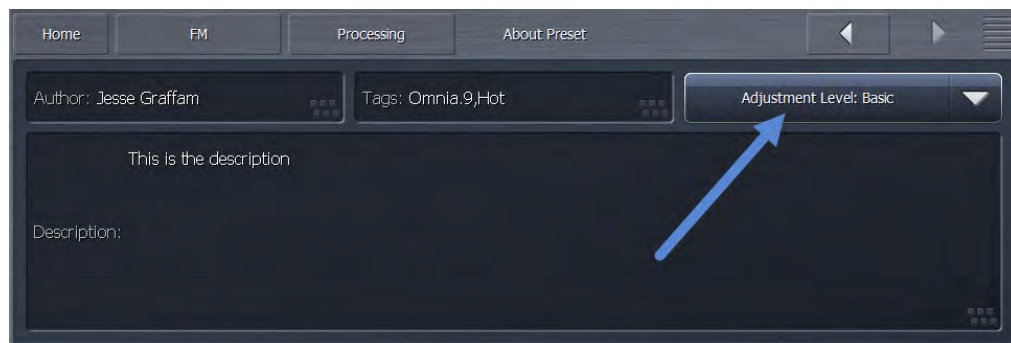 Home FM Processing About Preset
Author: Jesse Graffam Tags: Omnia.9,Hot Adjustment Level: Basic
This is the description
Description: